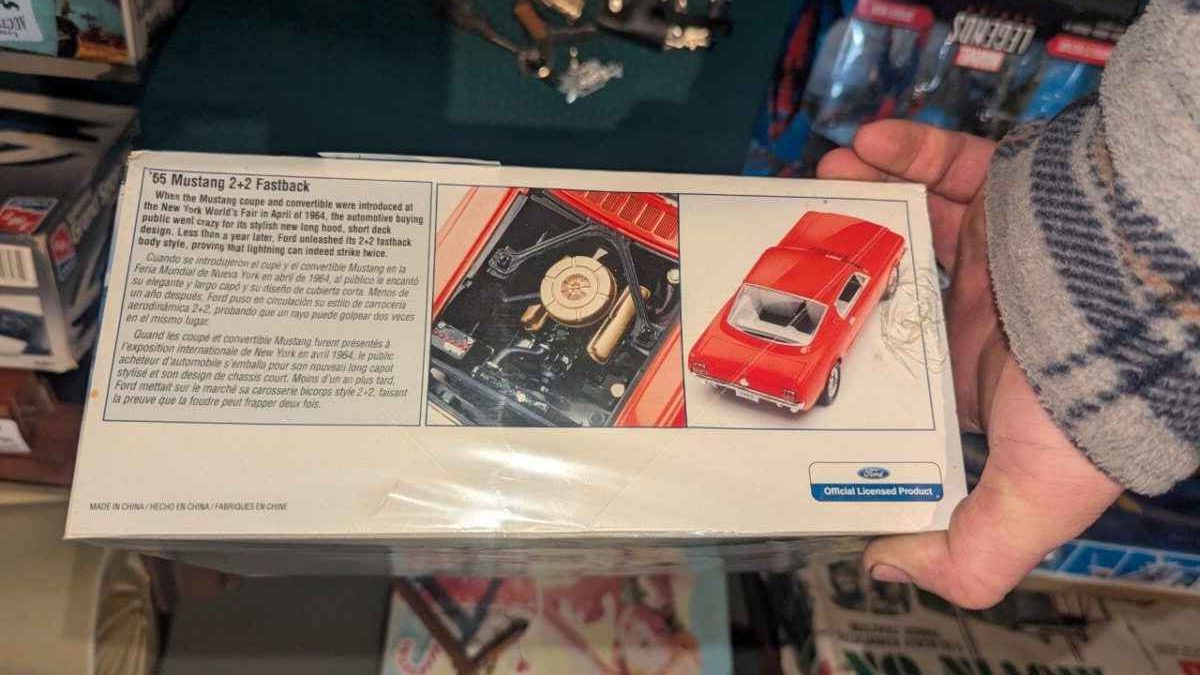 '65 Mustang 2+2 Fastback
When the Mustang coupe and convertible were introduced at
the New York World's Fair in April of 1964, the automotive buying
public went crazy for its stylish new long hood, short deck
design. Less than a year later, Ford unleashed its 2+2 fastback
body style, proving that lightning can indeed strike twice.
Cuando se introdujeron el cupé y el convertible Mustang en la
Feria Mundial de Nueva York en abril de 1964, al público le encantó
su elegante y largo capó y su diseño de cubierta corta. Menos de
un año después, Ford puso en circulación su estilo de carrocería
aerodinámica 2+2, probando que un rayo puede golpear dos veces
en el mismo lugar.
Quand les coupé et convertible Mustang furent présentés à
l'exposition internationale de New York en avril 1964, le public
acheteur d'automobile s'emballa pour son nouveau long capot
stylisé et son design de chassis court. Moins d'un an plus tard,
Ford mettait sur le marché sa carosserie bicorps style 2+2, faisant
la preuve que la foudre peut frapper deux fois.
MADE IN CHINA / HECHO EN CHINA / FABRIQUES EN CHINE
Ford
Official Licensed Product
LEGENDS
MARVEL